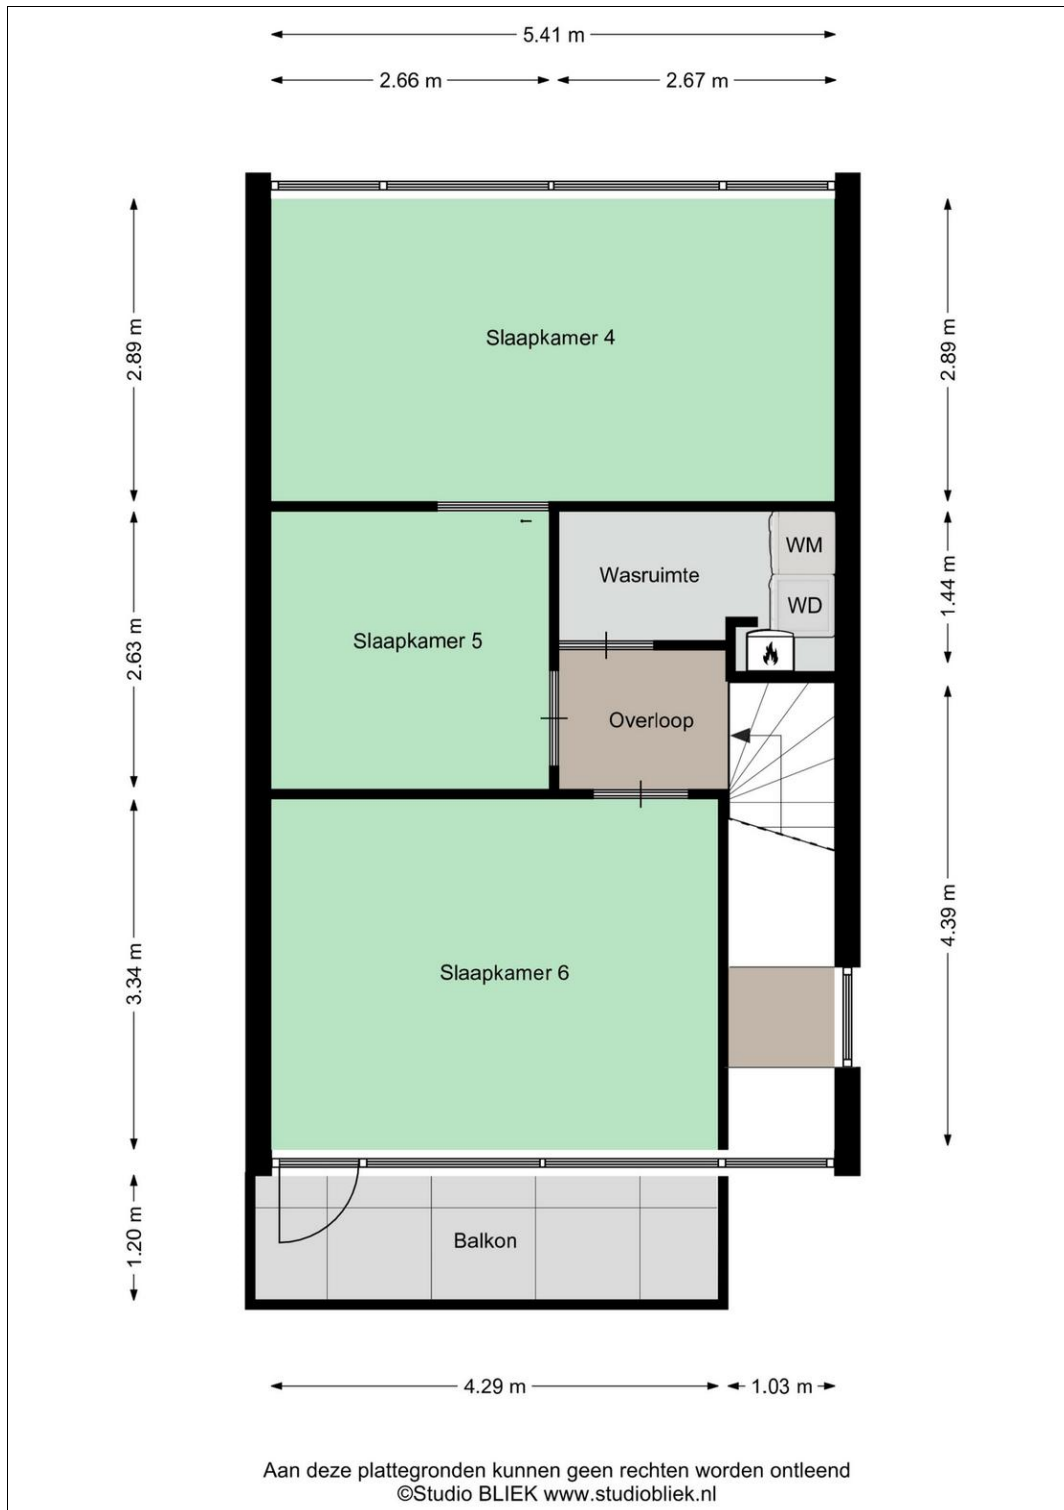 5.41 m
2.66 m
2.67 m
2.89 m
2.89 m
Slaapkamer 4
WM
Wasruimte
WD
1.44 m
2.63 m
Slaapkamer 5
Overloop
4.39 m
3.34 m
Slaapkamer 6
1.20 m
Balkon
4.29 m
1.03 m
Aan deze plattegronden kunnen geen rechten worden ontleend
©Studio BLIEK www.studiobliek.nl